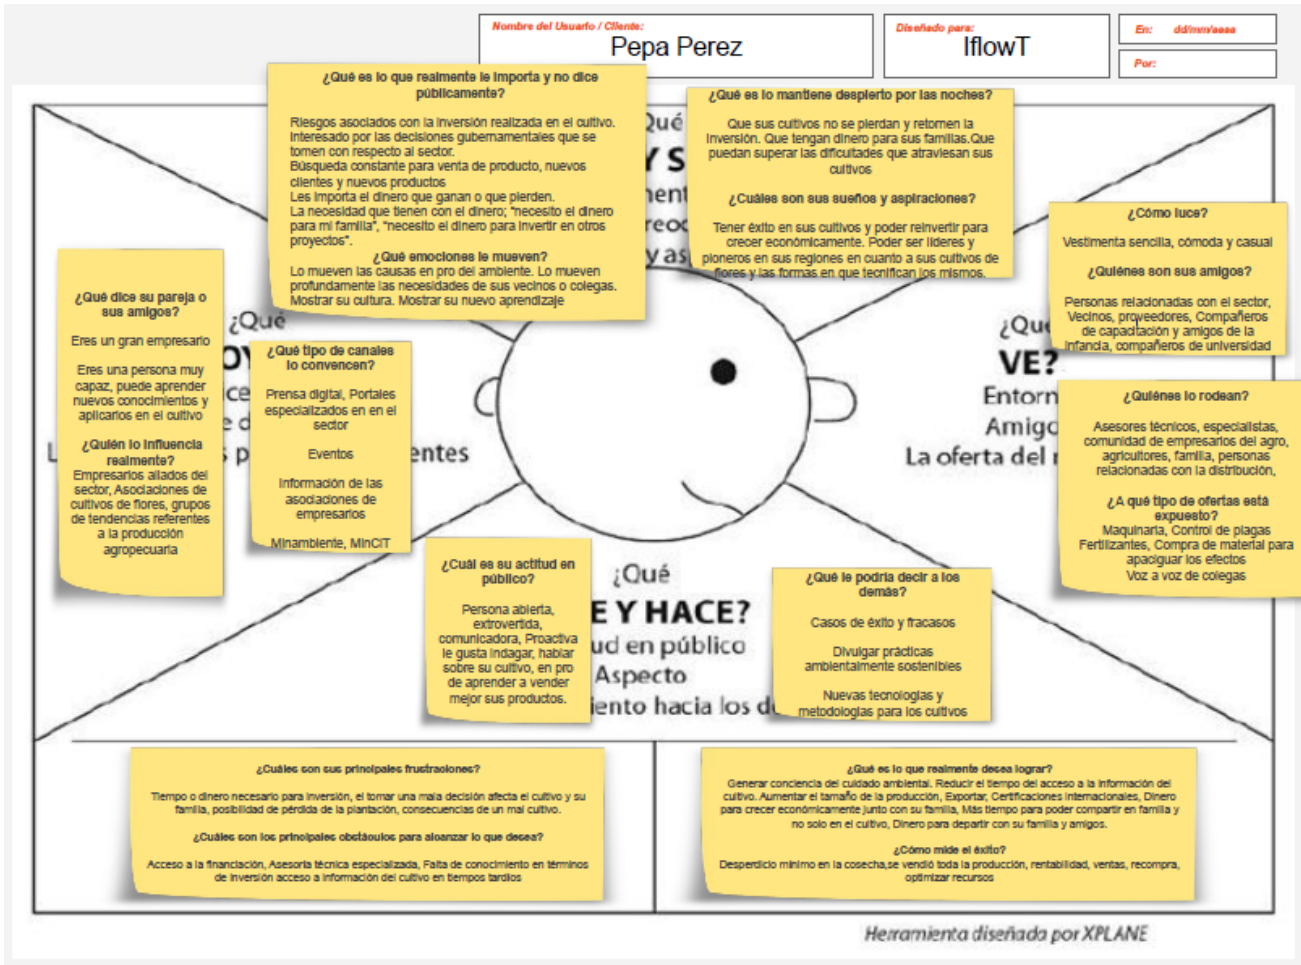 Nombre del Usuario / Cliente:
Pepa Perez
Diseñado para:
IflowT
En: dd/mm/aaaa
Por:
¿Qué es lo que realmente le importa y no dice
públicamente?
Riesgos asociados con la inversión realizada en el cultivo.
Interesado por las decisiones gubernamentales que se
tomen con respecto al sector.
Búsqueda constante para venta de producto, nuevos
clientes y nuevos productos
Les importa el dinero que ganan o que pierden.
La necesidad que tienen con el dinero; "necesito el dinero
para mi familia", "necesito el dinero para invertir en otros
proyectos".
¿Qué emociones le mueven?
Lo mueven las causas en pro del ambiente. Lo mueven
profundamente las necesidades de sus vecinos o colegas.
Mostrar su cultura. Mostrar su nuevo aprendizaje
Qué
Y S
ment
reoc
y as
¿Qué es lo mantiene despierto por las noches?
Que sus cultivos no se pierdan y retornen la
inversión. Que tengan dinero para sus familias.Que
puedan superar las dificultades que atraviesan sus
cultivos
¿Cuáles son sus sueños y aspiraciones?
Tener éxito en sus cultivos y poder reinvertir para
crecer económicamente. Poder ser líderes y
pioneros en sus regiones en cuanto a sus cultivos de
flores y las formas en que tecnifican los mismos.
¿Cómo luce?
Vestimenta sencilla, cómoda y casual
¿Quiénes son sus amigos?
Personas relacionadas con el sector,
Vecinos, proveedores, Compañeros
de capacitación y amigos de la
infancia, compañeros de universidad
¿Qué dice su pareja o
sus amigos?
Eres un gran empresario
Eres una persona muy
capaz, puede aprender
nuevos conocimientos y
aplicarlos en el cultivo
¿Quién lo influencia
realmente?
Empresarios aliados del
sector, Asociaciones de
cultivos de flores, grupos
de tendencias referentes
a la producción
agropecuaria
¿Qué
OY
ice
e d
L
s p
entes
¿Qué tipo de canales
lo convencen?
Prensa digital, Portales
especializados en en el
sector
Eventos
Información de las
asociaciones de
empresarios
Minambiente, MinCIT
¿Qué
VE?
Entorn
Amigo
La oferta del m
¿Quiénes lo rodean?
Asesores técnicos, especialistas,
comunidad de empresarios del agro,
agricultores, familia, personas
relacionadas con la distribución,
¿A qué tipo de ofertas está
expuesto?
Maquinaria, Control de plagas
Fertilizantes, Compra de material para
apaciguar los efectos
Voz a voz de colegas
¿Cuál es su actitud en
público?
Persona abierta,
extrovertida,
comunicadora, Proactiva
le gusta indagar, hablar
sobre su cultivo, en pro
de aprender a vender
mejor sus productos.
¿Qué
E Y HACE?
ud en público
Aspecto
iento hacia los de
¿Qué le podría decir a los
demás?
Casos de éxito y fracasos
Divulgar prácticas
ambientalmente sostenibles
Nuevas tecnologías y
metodologías para los cultivos
¿Cuáles son sus principales frustraciones?
Tiempo o dinero necesario para inversión, el tomar una mala decisión afecta el cultivo y su
familia, posibilidad de pérdida de la plantación, consecuencias de un mal cultivo.
¿Cuáles son los principales obstáculos para alcanzar lo que desea?
Acceso a la financiación, Asesoría técnica especializada, Falta de conocimiento en términos
de inversión acceso a información del cultivo en tiempos tardíos
¿Qué es lo que realmente desea lograr?
Generar conciencia del cuidado ambiental. Reducir el tiempo del acceso a la información del
cultivo. Aumentar el tamaño de la producción, Exportar, Certificaciones internacionales, Dinero
para crecer económicamente junto con su familia, Más tiempo para poder compartir en familia y
no solo en el cultivo, Dinero para departir con su familia y amigos.
¿Cómo mide el éxito?
Desperdicio mínimo en la cosecha,se vendió toda la producción, rentabilidad, ventas, recompra,
optimizar recursos
Herramienta diseñada por XPLANE